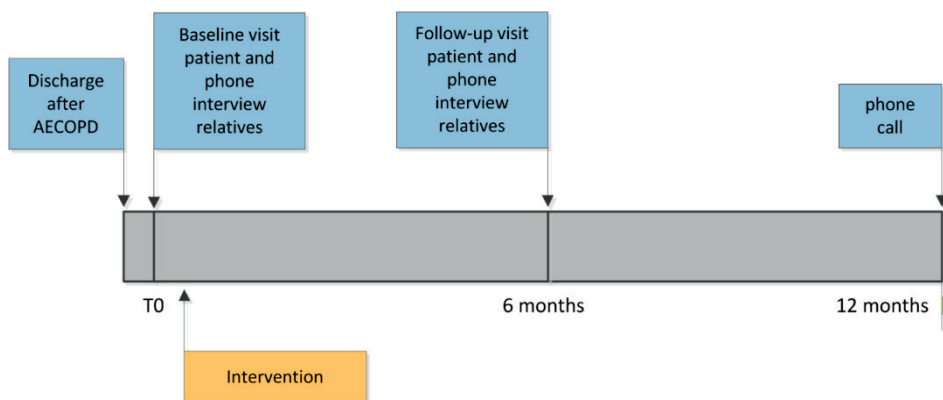 Discharge
after
AECOPD
Baseline visit
patient and
phone
interview
relatives
Follow-up visit
patient and
phone
interview
relatives
phone
call
T0
6 months
12 months
Intervention